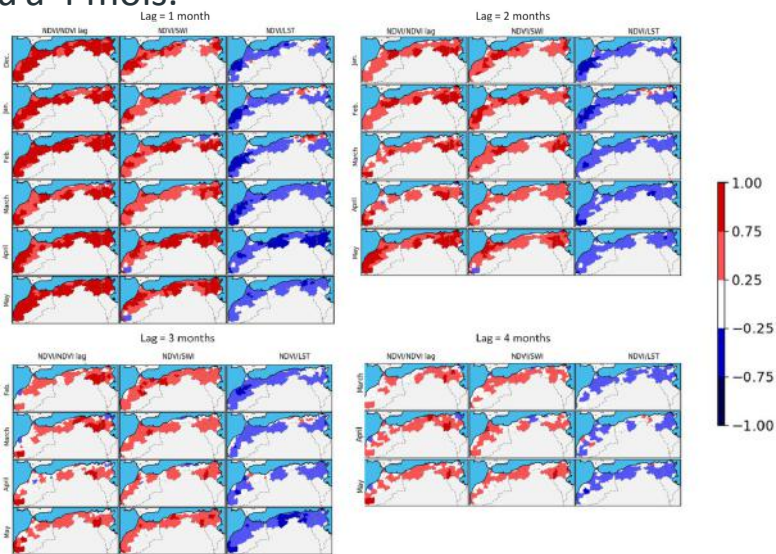 à 4 mois.
Lag = 1 month
NDVI/NDVI lag NDVI/SWI NDVI/LST
Dec.
Jan.
Feb.
March
April
May
Lag = 2 months
NDVI/NDVI lag NDVI/SWI NDVI/LST
Jan.
Feb.
March
April
May
Lag = 3 months
NDVI/NDVI lag NDVI/SWI NDVI/LST
Feb.
March
April
May
Lag = 4 months
NDVI/NDVI lag NDVI/SWI NDVI/LST
March
April
May
1.00
0.75
0.25
−0.25
−0.75
−1.00